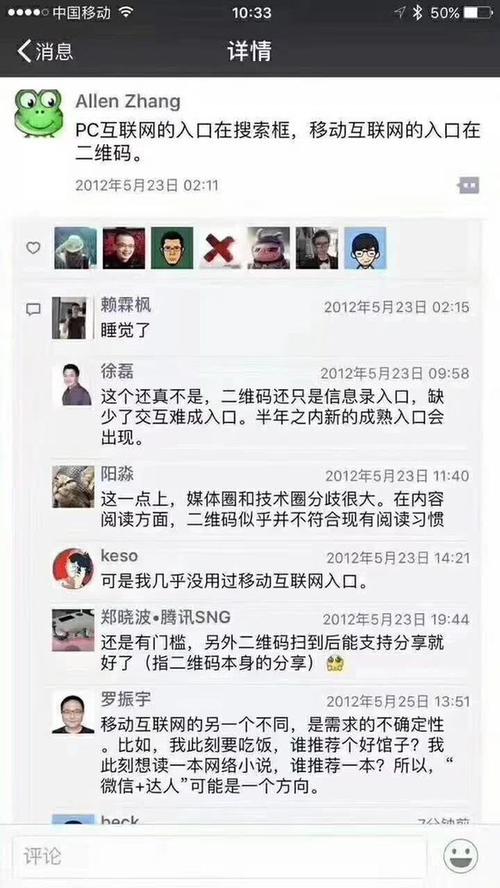 中国移动
10:33
50%
消息
详情
Allen Zhang
PC互联网的入口在搜索框，移动互联网的入口在
二维码。
2012年5月23日 02:11
赖霖枫
2012年5月23日 02:15
睡觉了
徐磊
2012年5月23日 09:58
这个还真不是，二维码还只是信息录入口，缺
少了交互难成入口。半年之内新的成熟入口会
出现。
阳淼
2012年5月23日 11:40
这一点上，媒体圈和技术圈分歧很大。在内容
阅读方面，二维码似乎并不符合现有阅读习惯
keso
2012年5月23日 14:21
可是我几乎没用过移动互联网入口。
郑晓波•腾讯SNG
2012年5月23日 19:44
还是有门槛，另外二维码扫到后能支持分享就
好了（指二维码本身的分享）
罗振宇
2012年5月25日 13:51
移动互联网的另一个不同，是需求的不确定性
。比如，我此刻要吃饭，谁推荐个好馆子？我
此刻想读一本网络小说，谁推荐一本？所以，“
微信+达人”可能是一个方向。
评论